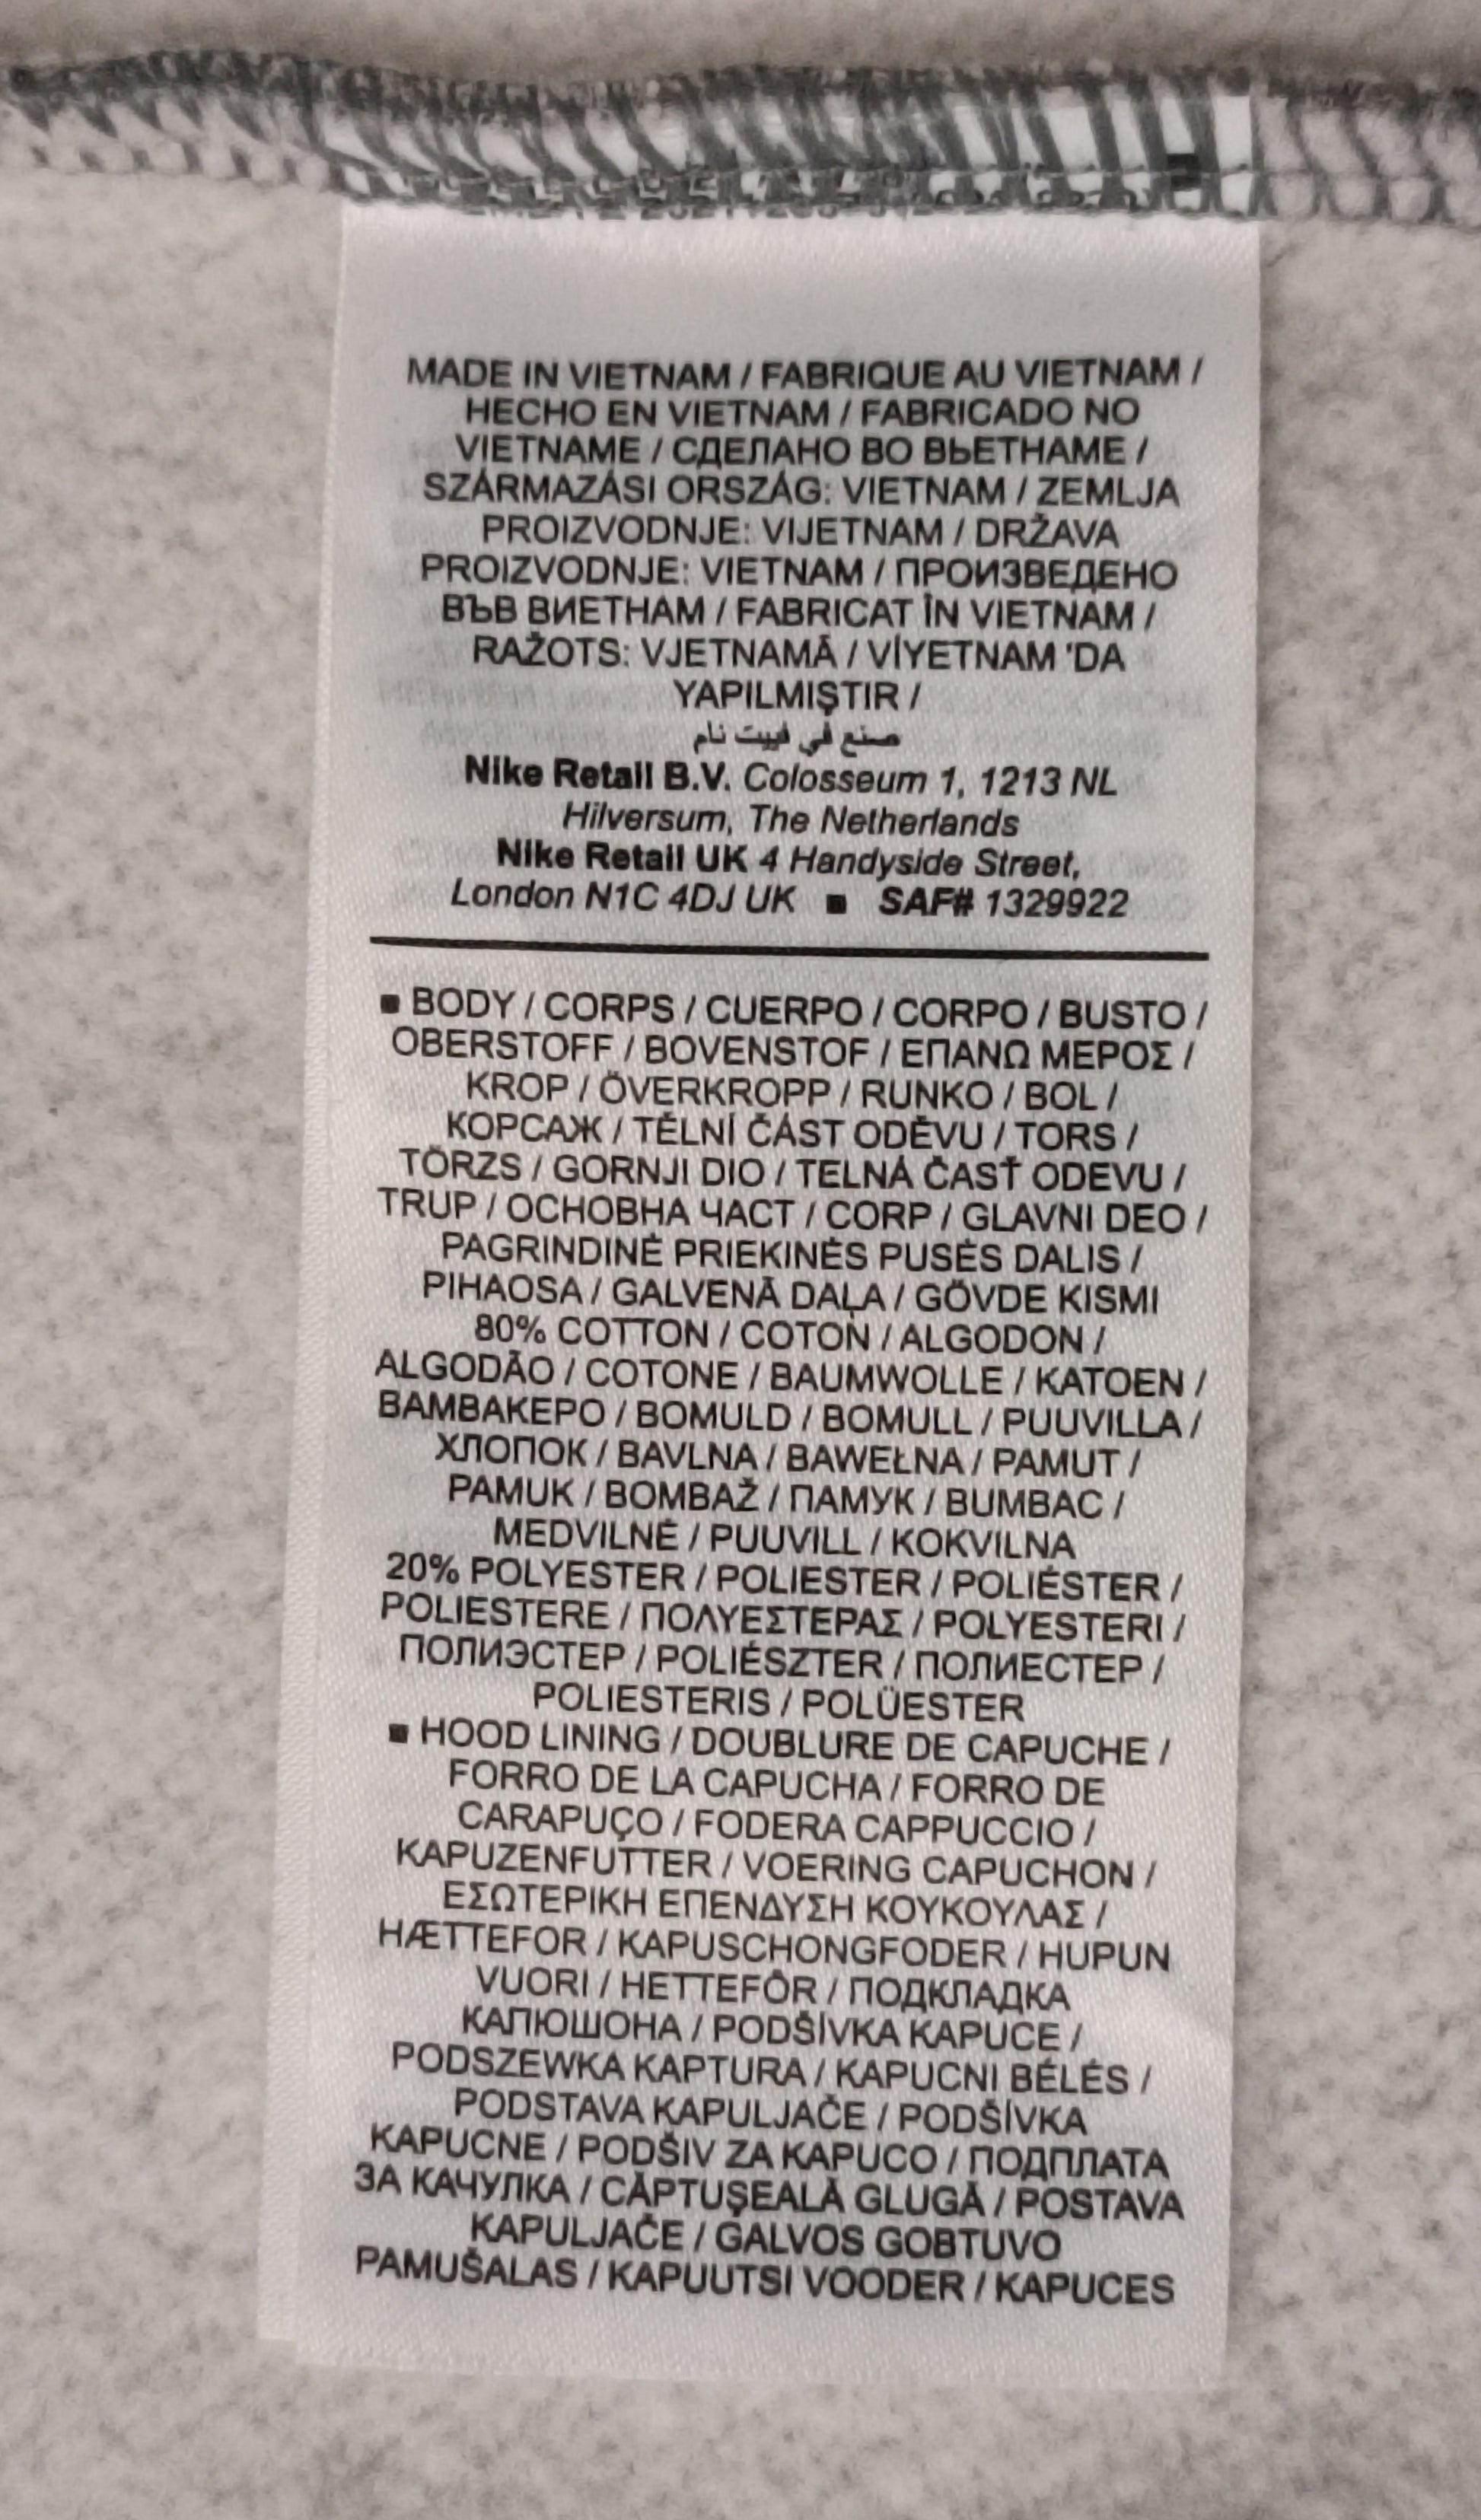 MADE IN VIETNAM / FABRIQUE AU VIETNAM /
HECHO EN VIETNAM / FABRICADO NO
VIETNAME / СДЕЛАНО ВО ВЬЕТНАМЕ /
SZÁRMAZÁSI ORSZÁG: VIETNAM / ZEMLJA
PROIZVODNJE: VIJETNAM / DRŽAVA
PROIZVODNJE: VIETNAM / ПРОИЗВЕДЕНО
ВЪВ ВИЕТНАМ / FABRICAT ÎN VIETNAM /
RAŽOTS: VJETNAMĀ / VİYETNAM 'DA
YAPILMIŞTIR /
صنع في فييت نام
Nike Retail B.V. Colosseum 1, 1213 NL
Hilversum, The Netherlands
Nike Retail UK 4 Handyside Street,
London N1C 4DJ UK ■ SAF# 1329922
■ BODY / CORPS / CUERPO / CORPO / BUSTO /
OBERSTOFF / BOVENSTOF / ΕΠΑΝΩ ΜΕΡΟΣ /
KROP / ÖVERKROPP / RUNKO / BOL /
КОРСАЖ / TĚLNÍ ČÁST ODĚVU / TORS /
TÖRZS / GORNJI DIO / TELNÁ ČASŤ ODEVU /
TRUP / ОСНОВНА ЧАСТ / CORP / GLAVNI DEO /
PAGRINDINĖ PRIEKINĖS PUSĖS DALIS /
PIHAOSA / GALVENĀ DAĻA / GÖVDE KISMI
80% COTTON / COTON / ALGODON /
ALGODÃO / COTONE / BAUMWOLLE / KATOEN /
ΒΑΜΒΑΚΕΡΟ / BOMULD / BOMULL / PUUVILLA /
ХЛОПОК / BAVLNA / BAWEŁNA / PAMUT /
PAMUK / BOMBAŽ / ПАМУК / BUMBAC /
MEDVILNĖ / PUUVILL / KOKVILNA
20% POLYESTER / POLIESTER / POLIÉSTER /
POLIESTERE / ΠΟΛΥΕΣΤΕΡΑΣ / POLYESTERI /
ПОЛИЭСТЕР / POLIÉSZTER / ПОЛИЕСТЕР /
POLIESTERIS / POLÜESTER
■ HOOD LINING / DOUBLURE DE CAPUCHE /
FORRO DE LA CAPUCHA / FORRO DE
CARAPUÇO / FODERA CAPPUCCIO /
KAPUZENFUTTER / VOERING CAPUCHON /
ΕΣΩΤΕΡΙΚΗ ΕΠΕΝΔΥΣΗ ΚΟΥΚΟΥΛΑΣ /
HÆTTEFOR / KAPUSCHONGFODER / HUPUN
VUORI / HETTEFÔR / ПОДКЛАДКА
КАПЮШОНА / PODŠÍVKA KAPUCE /
PODSZEWKA KAPTURA / KAPUCNI BÉLÉS /
PODSTAVA KAPULJAČE / PODŠÍVKA
KAPUCNE / PODŠIV ZA KAPUCO / ПОДПЛАТА
ЗА КАЧУЛКА / CĂPTUŞEALĂ GLUGĂ / POSTAVA
KAPULJAČE / GALVOS GOBTUVO
PAMUŠALAS / KAPUUTSI VOODER / KAPUCES